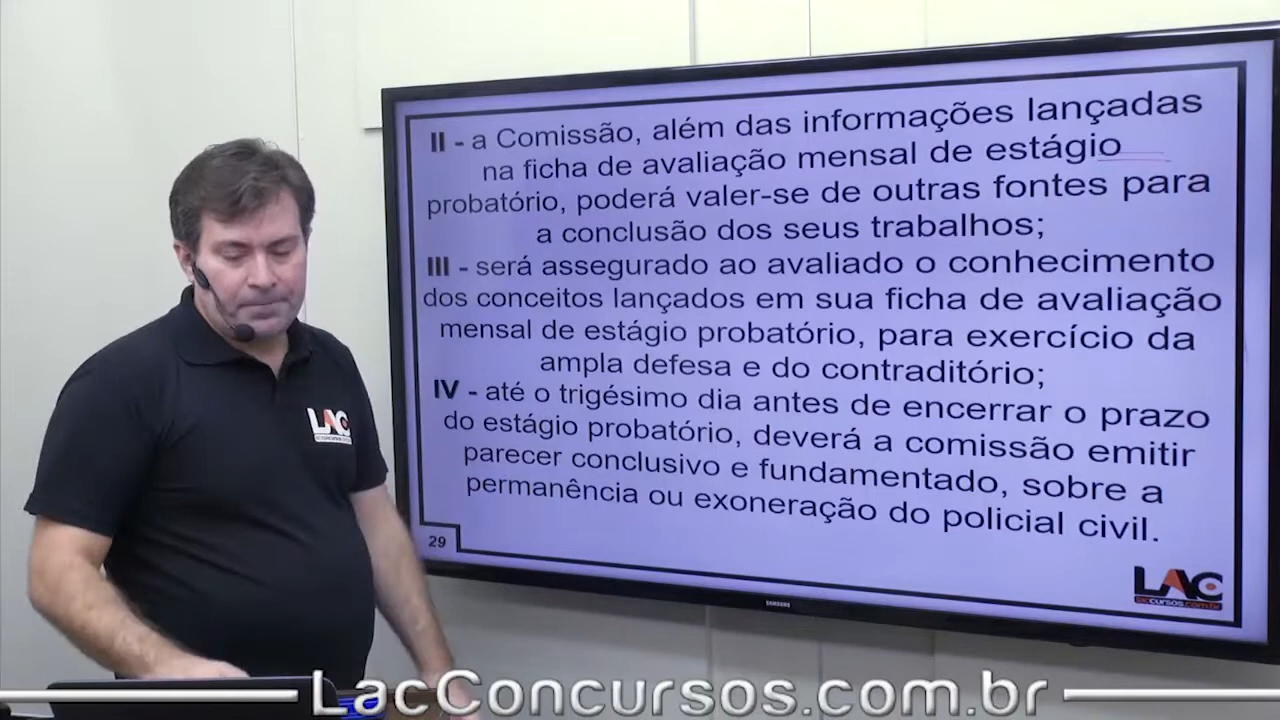 II - a Comissão, além das informações lançadas
na ficha de avaliação mensal de estágio
probatório, poderá valer-se de outras fontes para
a conclusão dos seus trabalhos;
III - será assegurado ao avaliado o conhecimento
dos conceitos lançados em sua ficha de avaliação
mensal de estágio probatório, para exercício da
ampla defesa e do contraditório;
IV - até o trigésimo dia antes de encerrar o prazo
do estágio probatório, deverá a comissão emitir
parecer conclusivo e fundamentado, sobre a
permanência ou exoneração do policial civil.
29
LAC
laccursos.com.br
SAMSUNG
LAC
LacConcursos.com.br